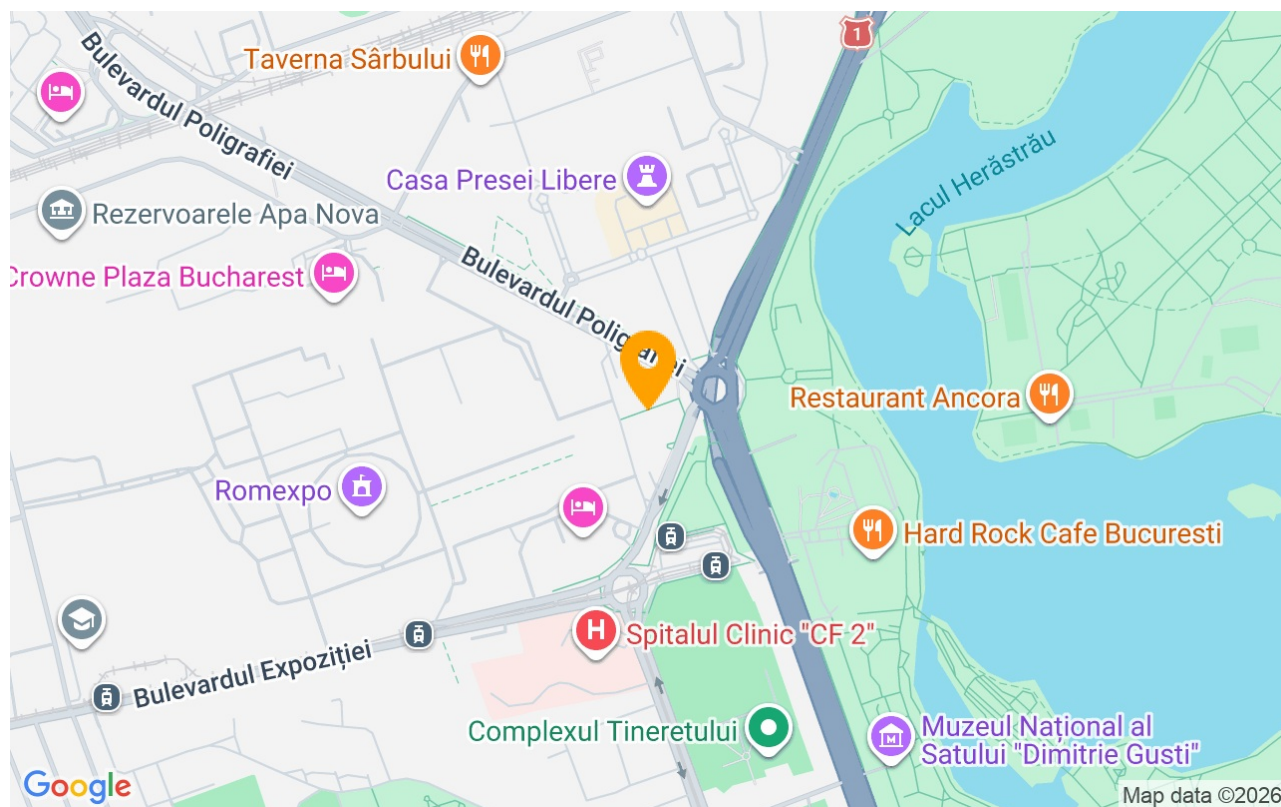 1
Bulevardul Poligrafiei
Taverna Sârbului
Casa Presei Libere
Lacul Herăstrău
Rezervoarele Apa Nova
Crowne Plaza Bucharest
Bulevardul Poligrafiei
Restaurant Ancora
Romexpo
Hard Rock Cafe Bucuresti
H
Spitalul Clinic "CF 2"
Bulevardul Expoziției
Complexul Tineretului
M
Muzeul Național al
Satului "Dimitrie Gusti"
Google
Map data ©2026